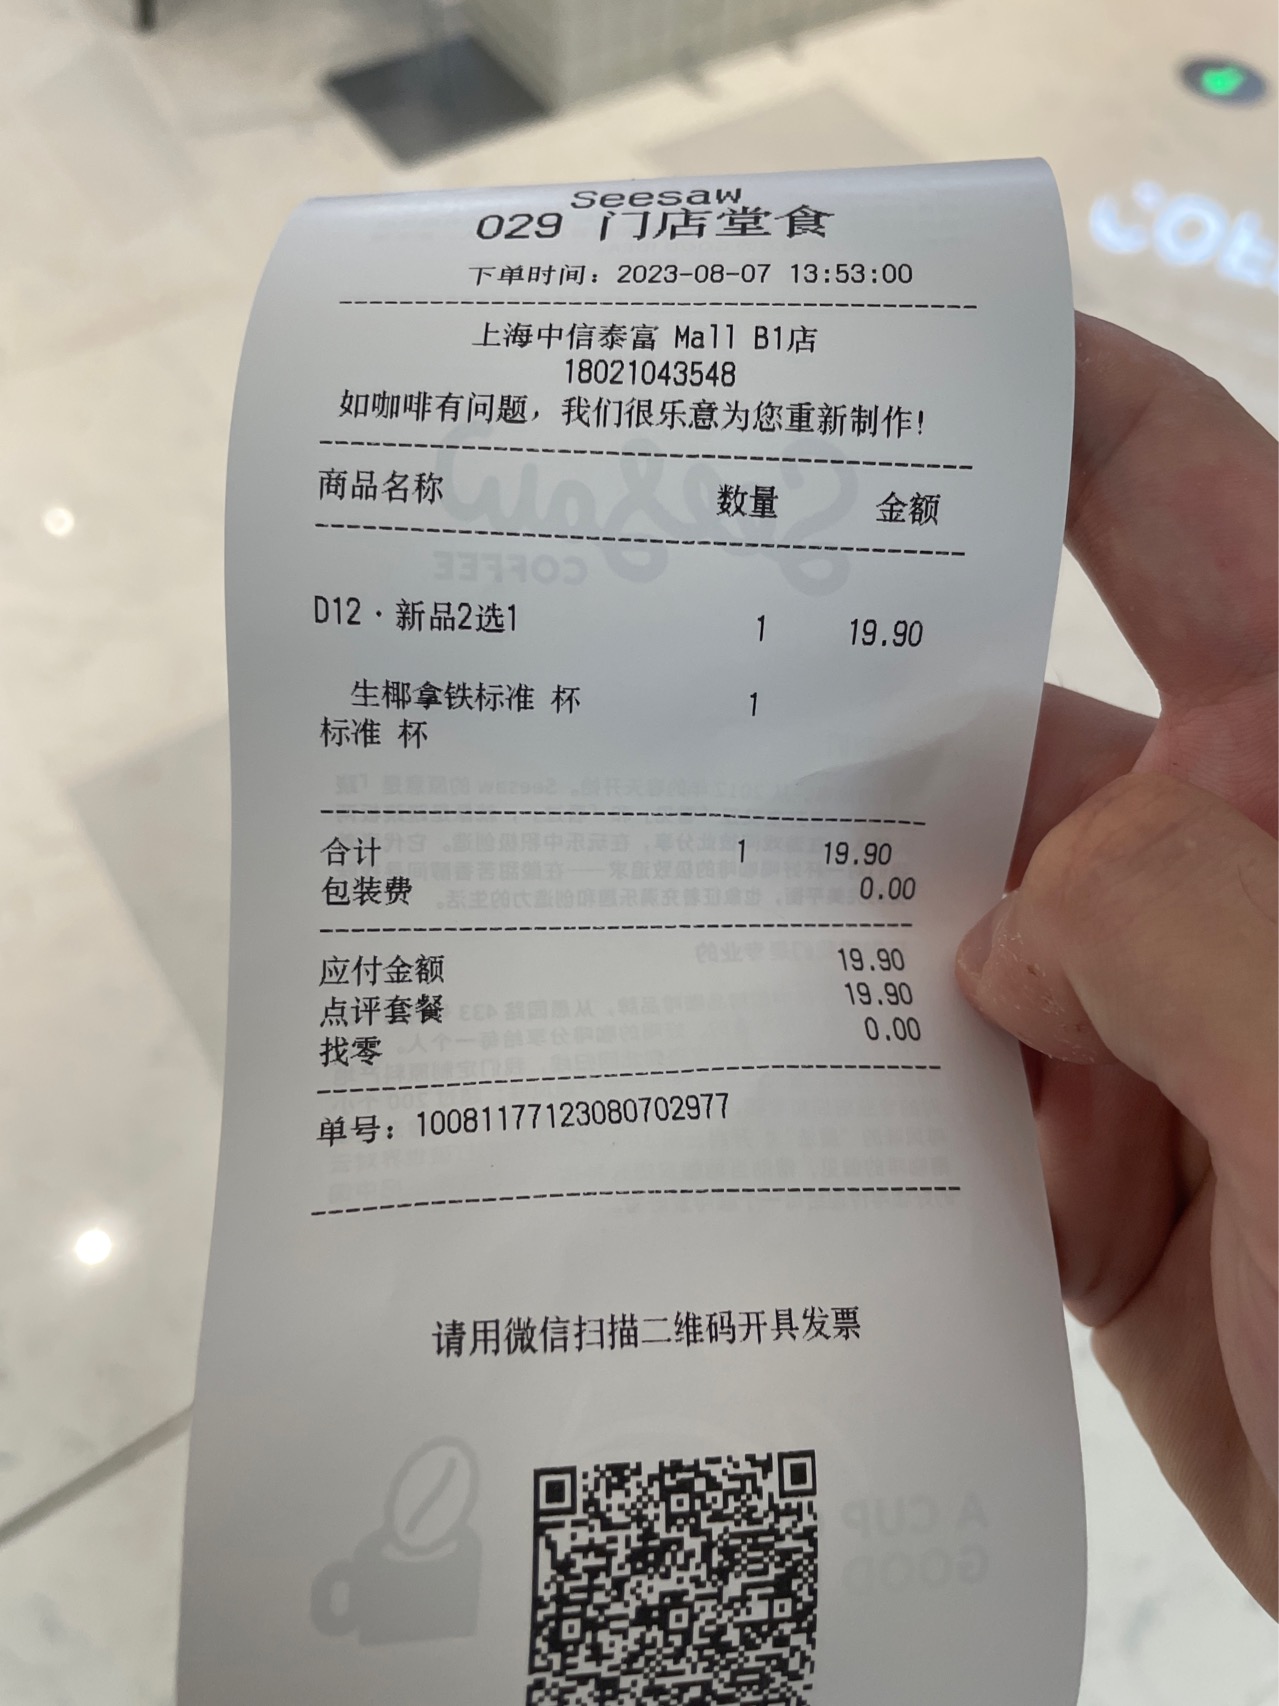 Seesaw
029 门店堂食
下单时间：2023-08-07 13:53:00
上海中信泰富 Mall B1店
18021043548
如咖啡有问题，我们很乐意为您重新制作！
商品名称 数量 金额
D12·新品2选1 1 19.90
生椰拿铁标准 杯 1
标准 杯
合计 1 19.90
包装费 0.00
应付金额 19.90
点评套餐 19.90
找零 0.00
单号：10081177123080702977
请用微信扫描二维码开具发票
Seesaw
COFFEE
A CUP
GOOD